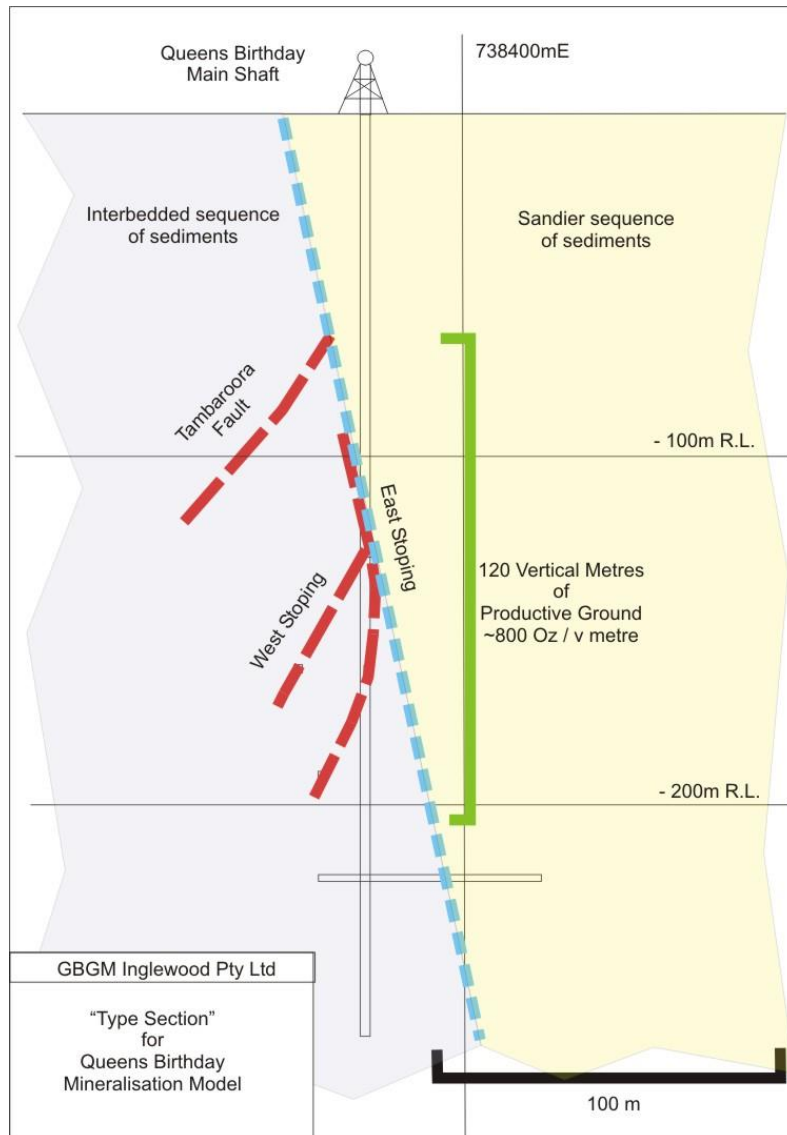 Queens Birthday
Main Shaft
738400mE
Interbedded sequence
of sediments
Sandier sequence
of sediments
Tambaroora
Fault
- 100m R.L.
East Stoping
West Stoping
120 Vertical Metres
of
Productive Ground
~800 Oz / v metre
- 200m R.L.
GBGM Inglewood Pty Ltd
“Type Section”
for
Queens Birthday
Mineralisation Model
100 m